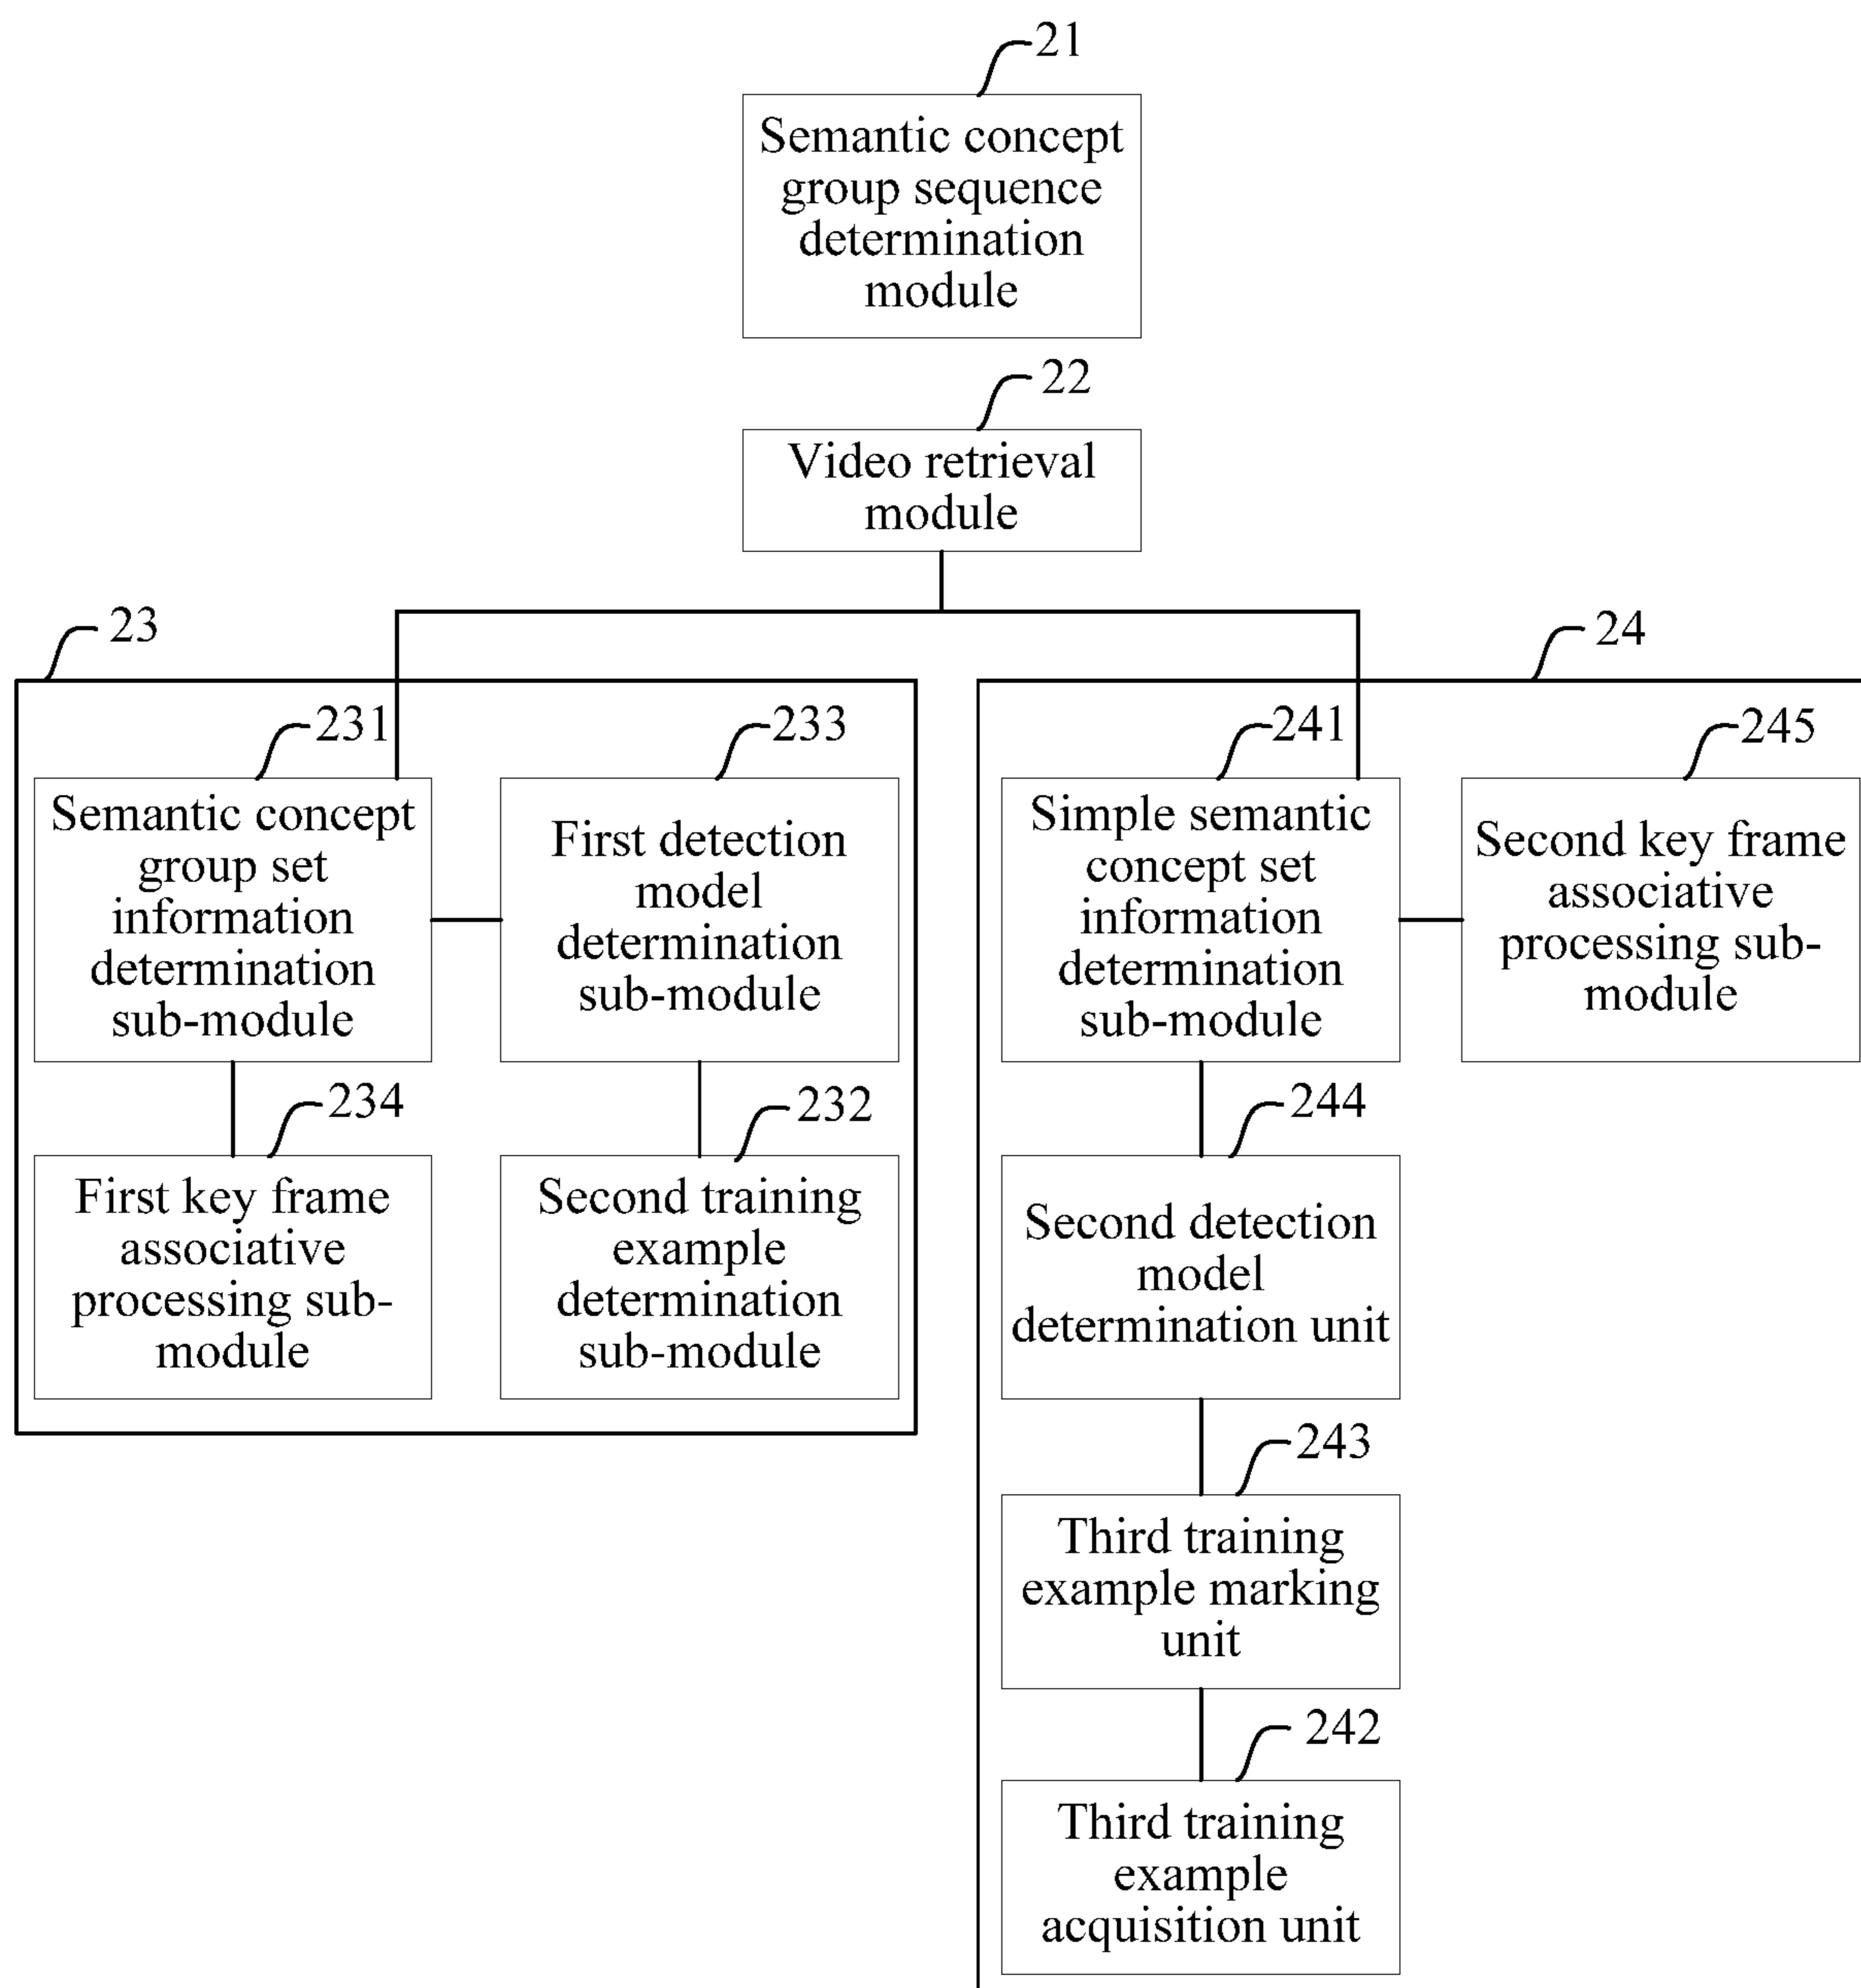 21
Semantic concept
group sequence
determination
module
22
Video retrieval
module
23
24
231
Semantic concept
group set
information
determination
sub-module
233
First detection
model
determination
sub-module
241
Simple semantic
concept set
information
determination
sub-module
245
Second key frame
associative
processing sub-
module
234
First key frame
associative
processing sub-
module
232
Second training
example
determination
sub-module
244
Second detection
model
determination unit
243
Third training
example marking
unit
242
Third training
example
acquisition unit